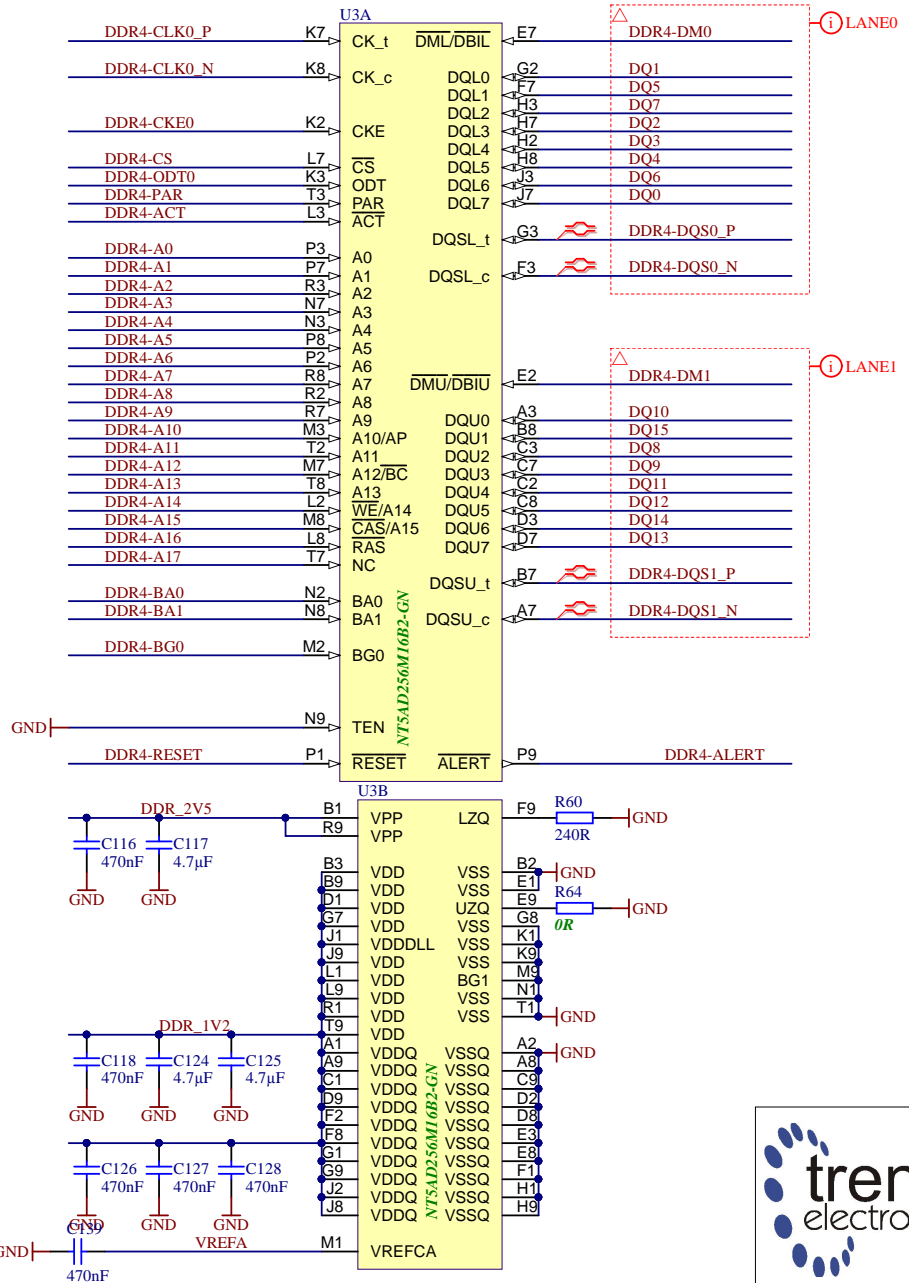 U3A
DDR4-CLK0_P K7 CK_t DML/DBIL E7 DDR4-DM0 LANE0
DDR4-CLK0_N K8 CK_c DQL0 G2 DQ1
DQL1 F7 DQ5
DQL2 H3 DQ7
DDR4-CKE0 K2 CKE DQL3 H7 DQ2
DQL4 H2 DQ3
DDR4-CS L7 CS DQL5 H8 DQ4
DDR4-ODT0 K3 ODT DQL6 J3 DQ6
DDR4-PAR T3 PAR DQL7 J7 DQ0
DDR4-ACT L3 ACT
DQSL_t G3 DDR4-DQS0_P
DDR4-A0 P3 A0
DDR4-A1 P7 A1 DQSL_c F3 DDR4-DQS0_N
DDR4-A2 R3 A2
DDR4-A3 N7 A3
DDR4-A4 N3 A4
DDR4-A5 P8 A5
DDR4-A6 P2 A6 LANE1
DDR4-A7 R8 A7 DMU/DBIU E2 DDR4-DM1
DDR4-A8 R2 A8
DDR4-A9 R7 A9 DQU0 A3 DQ10
DDR4-A10 M3 A10/AP DQU1 B8 DQ15
DDR4-A11 T2 A11 DQU2 C3 DQ8
DDR4-A12 M7 A12/BC DQU3 C7 DQ9
DDR4-A13 T8 A13 DQU4 C2 DQ11
DDR4-A14 L2 WE/A14 DQU5 C8 DQ12
DDR4-A15 M8 CAS/A15 DQU6 D3 DQ14
DDR4-A16 L8 RAS DQU7 D7 DQ13
DDR4-A17 T7 NC
DQSU_t B7 DDR4-DQS1_P
DDR4-BA0 N2 BA0
DDR4-BA1 N8 BA1 DQSU_c A7 DDR4-DQS1_N
DDR4-BG0 M2 BG0
NT5AD256M16B2-GN
GND N9 TEN
DDR4-RESET P1 RESET ALERT P9 DDR4-ALERT
U3B
DDR_2V5 B1 VPP LZQ F9 R60 240R GND
R9 VPP
C116 470nF GND
C117 4.7µF GND
B3 VDD VSS B2 GND
B9 VDD VSS E1
D1 VDD UZQ E9 R64 0R GND
G7 VDD VSS G8
J1 VDDDLL VSS K1
J9 VDD VSS K9
L1 VDD BG1 M9
L9 VDD VSS N1
R1 VDD VSS T1 GND
DDR_1V2 T9 VDD
A1 VDDQ VSSQ A2 GND
A9 VDDQ VSSQ A8
C1 VDDQ VSSQ C9
D9 VDDQ VSSQ D2
F2 VDDQ VSSQ D8
F8 VDDQ VSSQ E3
G1 VDDQ VSSQ E8
G9 VDDQ VSSQ F1
J2 VDDQ VSSQ H1
J8 VDDQ VSSQ H9
C118 470nF GND
C124 4.7µF GND
C125 4.7µF GND
C126 470nF GND
C127 470nF GND
C128 470nF GND
NT5AD256M16B2-GN
GND C139 470nF VREFA M1 VREFCA
tren
electro